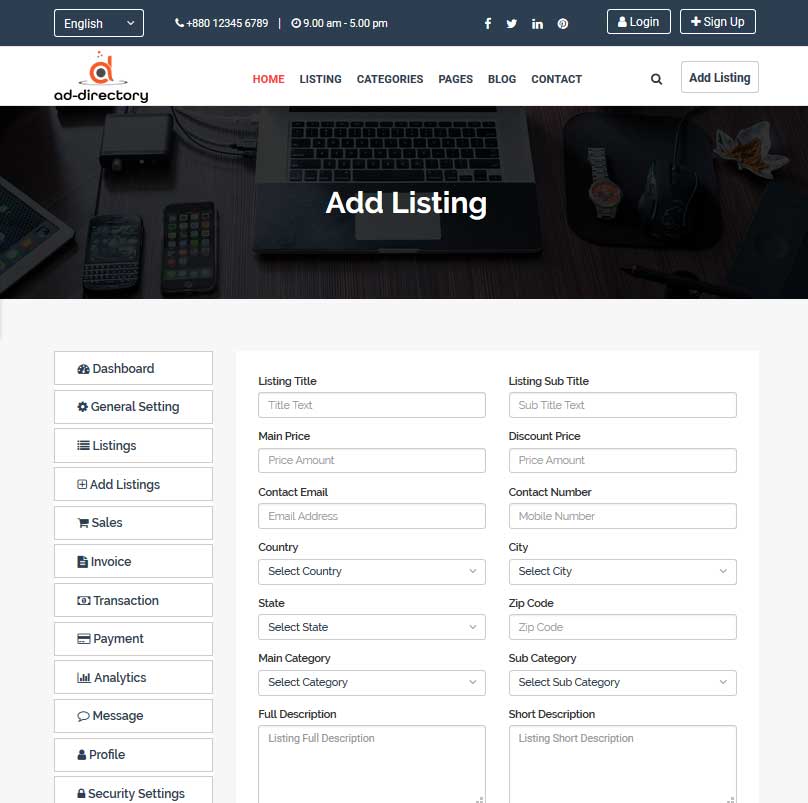 English
+880 12345 6789 | 9.00 am - 5.00 pm
Login
Sign Up
ad-directory
HOME LISTING CATEGORIES PAGES BLOG CONTACT
Add Listing
Add Listing
Dashboard
General Setting
Listings
Add Listings
Sales
Invoice
Transaction
Payment
Analytics
Message
Profile
Security Settings
Listing Title
Title Text
Listing Sub Title
Sub Title Text
Main Price
Price Amount
Discount Price
Price Amount
Contact Email
Email Address
Contact Number
Mobile Number
Country
Select Country
City
Select City
State
Select State
Zip Code
Zip Code
Main Category
Select Category
Sub Category
Select Sub Category
Full Description
Listing Full Description
Short Description
Listing Short Description